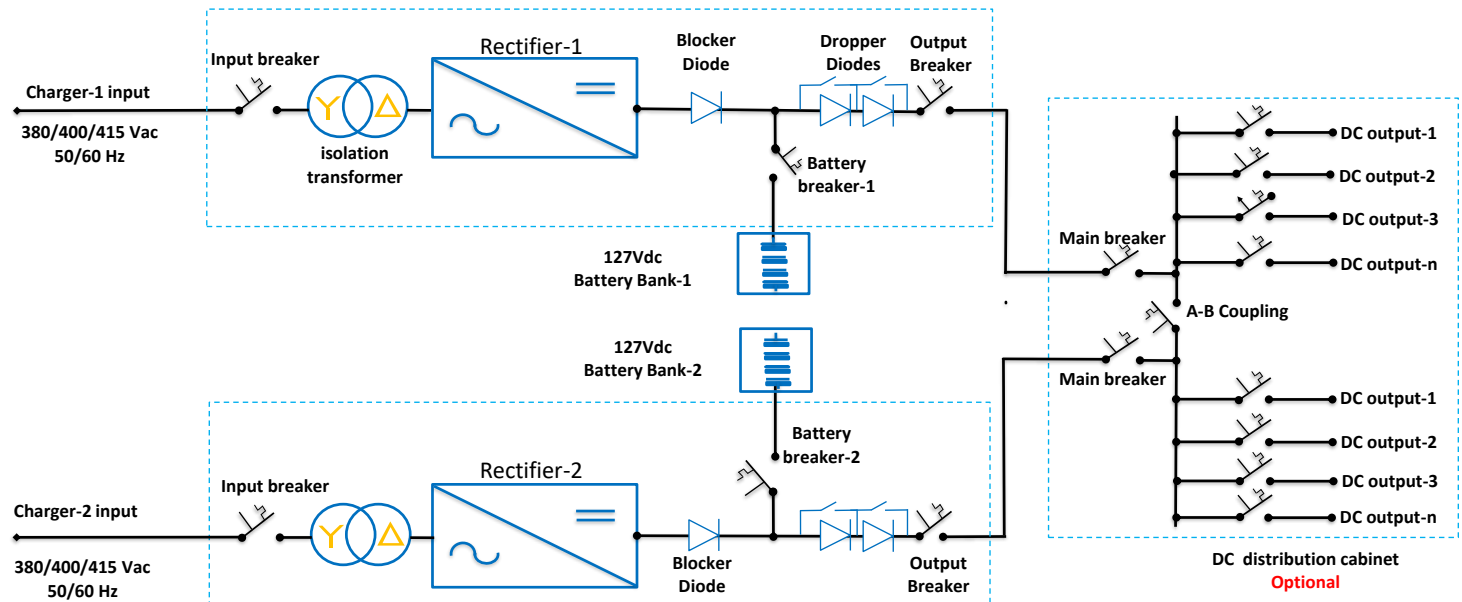 Rectifier-1
Blocker
Diode
Dropper
Diodes
Output
Breaker
Input breaker
Charger-1 input
380/400/415 Vac
50/60 Hz
isolation
transformer
Battery
breaker-1
127Vdc
Battery Bank-1
DC output-1
DC output-2
DC output-3
DC output-n
Main breaker
A-B Coupling
127Vdc
Battery Bank-2
Main breaker
DC output-1
DC output-2
DC output-3
DC output-n
Battery
breaker-2
Rectifier-2
Input breaker
Charger-2 input
380/400/415 Vac
50/60 Hz
Blocker
Diode
Output
Breaker
DC distribution cabinet
Optional